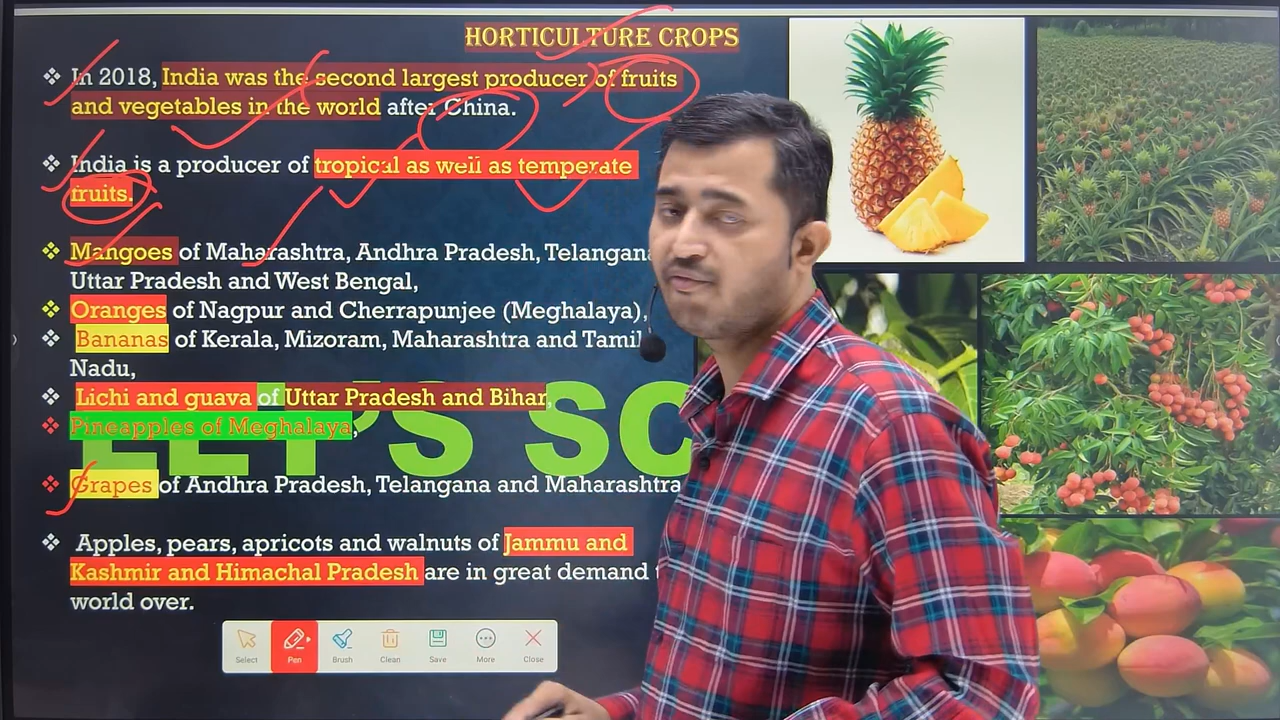 HORTICULTURE CROPS
❖ In 2018, India was the second largest producer of fruits
and vegetables in the world after China.
❖ India is a producer of tropical as well as temperate
fruits.
❖ Mangoes of Maharashtra, Andhra Pradesh, Telangana
Uttar Pradesh and West Bengal,
❖ Oranges of Nagpur and Cherrapunjee (Meghalaya),
❖ Bananas of Kerala, Mizoram, Maharashtra and Tamil
Nadu,
❖ Lichi and guava of Uttar Pradesh and Bihar,
❖ Pineapples of Meghalaya,
❖ Grapes of Andhra Pradesh, Telangana and Maharashtra
❖ Apples, pears, apricots and walnuts of Jammu and
Kashmir and Himachal Pradesh are in great demand
world over.
Select Pen Brush Clean Save More Close